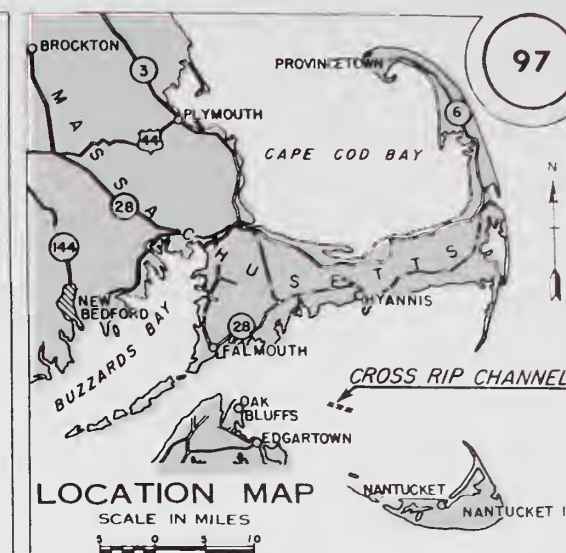 BROCKTON
3
PROVINCETOWN
97
6
PLYMOUTH
44
CAPE COD BAY
N
MASSACHUSETTS
28
144
NEW
BEDFORD
HYANNIS
28
BUZZARDS BAY
FALMOUTH
CROSS RIP CHANNEL
OAK
BLUFFS
EDGARTOWN
LOCATION MAP
NANTUCKET
NANTUCKET I
SCALE IN MILES
5 0 5 10